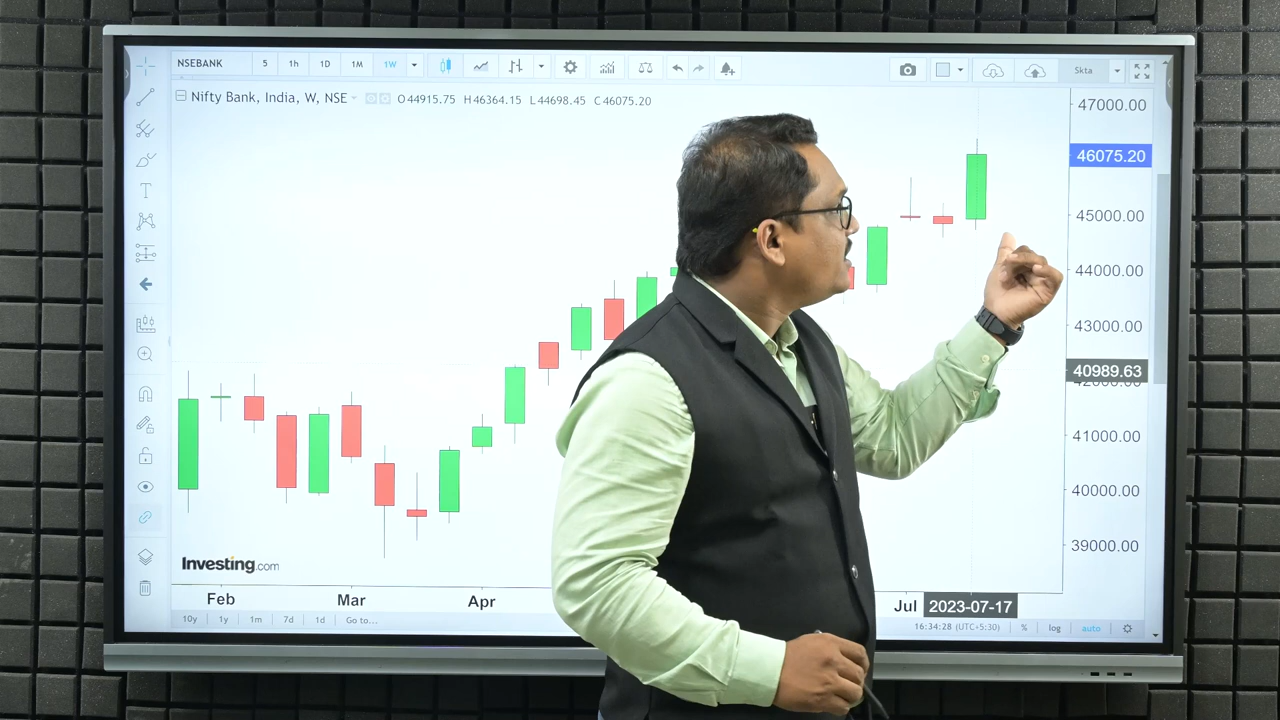 NSEBANK 5 1h 1D 1M 1W Skta
Nifty Bank, India, W, NSE O44915.75 H46364.15 L44698.45 C46075.20
47000.00
46075.20
45000.00
44000.00
43000.00
40989.63
42000.00
41000.00
40000.00
39000.00
Investing.com
Feb Mar Apr Jul 2023-07-17
10y 1y 1m 7d 1d Go to... 16:34:28 (UTC+5:30) % log auto